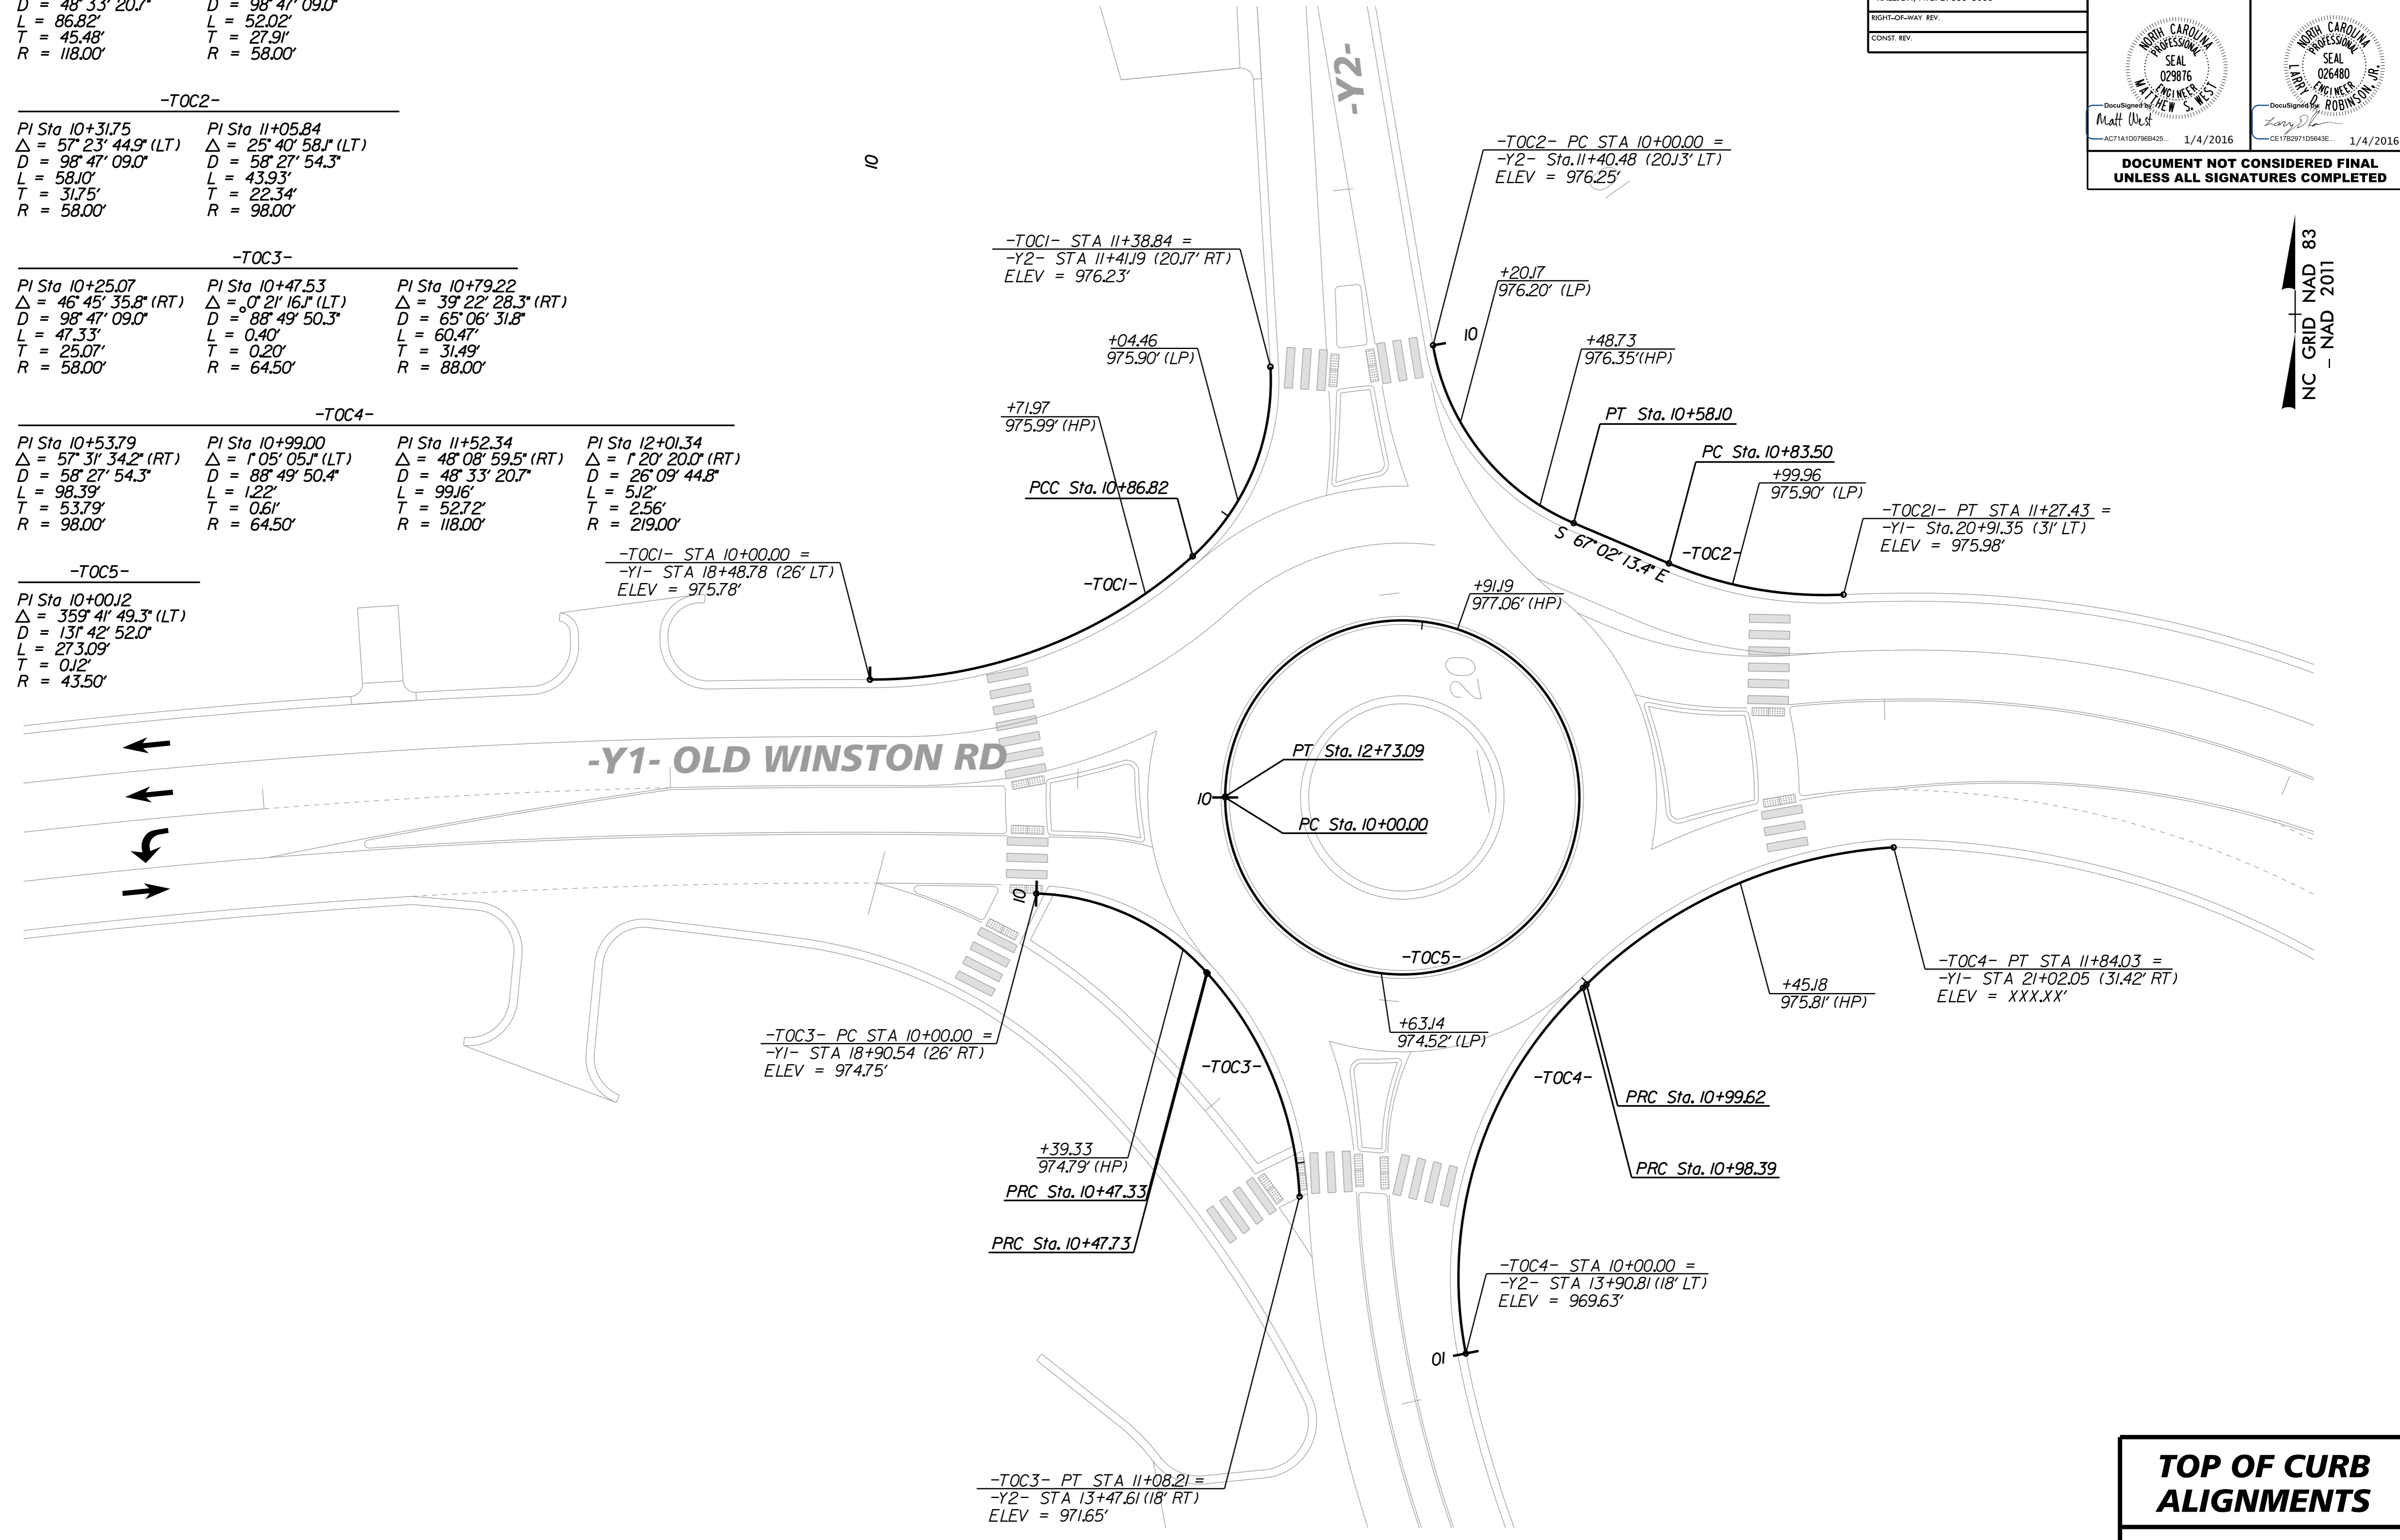 D = 48° 33' 20.7"
D = 98° 47' 09.0"
L = 86.82'
L = 52.02'
T = 45.48'
T = 27.91'
R = 118.00'
R = 58.00'
-TOC2-
PI Sta 10+31.75
PI Sta 11+05.84
Δ = 57° 23' 44.9" (LT)
Δ = 25° 40' 58.1" (LT)
D = 98° 47' 09.0"
D = 58° 27' 54.3"
L = 58.10'
L = 43.93'
T = 31.75'
T = 22.34'
R = 58.00'
R = 98.00'
-TOC3-
PI Sta 10+25.07
PI Sta 10+47.53
PI Sta 10+79.22
Δ = 46° 45' 35.8" (RT)
Δ = 0° 21' 16.1" (LT)
Δ = 39° 22' 28.3" (RT)
D = 98° 47' 09.0"
D = 88° 49' 50.3"
D = 65° 06' 31.8"
L = 47.33'
L = 0.40'
L = 60.47'
T = 25.07'
T = 0.20'
T = 31.49'
R = 58.00'
R = 64.50'
R = 88.00'
-TOC4-
PI Sta 10+53.79
PI Sta 10+99.00
PI Sta 11+52.34
PI Sta 12+01.34
Δ = 57° 31' 34.2" (RT)
Δ = 1° 05' 05.1" (LT)
Δ = 48° 08' 59.5" (RT)
Δ = 1° 20' 20.0" (RT)
D = 58° 27' 54.3"
D = 88° 49' 50.4"
D = 48° 33' 20.7"
D = 26° 09' 44.8"
L = 98.39'
L = 1.22'
L = 99.16'
L = 5.12'
T = 53.79'
T = 0.61'
T = 52.72'
T = 2.56'
R = 98.00'
R = 64.50'
R = 118.00'
R = 219.00'
-TOC5-
PI Sta 10+00.12
Δ = 359° 41' 49.3" (LT)
D = 131° 42' 52.0"
L = 273.09'
T = 0.12'
R = 43.50'
RIGHT-OF-WAY REV.
CONST. REV.
NORTH CAROLINA
PROFESSIONAL
SEAL
029876
ENGINEER
MATTHEW S. WEST
DocuSigned by:
Matt West
AC71A1D0796B425...
1/4/2016
NORTH CAROLINA
PROFESSIONAL
SEAL
026480
ENGINEER
LARRY D. ROBINSON, JR.
DocuSigned by:
CE17B2971D5643E...
1/4/2016
DOCUMENT NOT CONSIDERED FINAL
UNLESS ALL SIGNATURES COMPLETED
NC GRID NAD 83
- NAD 2011
-Y2-
10
-TOC2- PC STA 10+00.00 =
-Y2- Sta.11+40.48 (20.13' LT)
ELEV = 976.25'
-TOC1- STA 11+38.84 =
-Y2- STA 11+41.19 (20.17' RT)
ELEV = 976.23'
+20.17
976.20' (LP)
10
+04.46
975.90' (LP)
+48.73
976.35'(HP)
+71.97
975.99' (HP)
PT Sta. 10+58.10
PC Sta. 10+83.50
+99.96
975.90' (LP)
PCC Sta. 10+86.82
-TOC21- PT STA 11+27.43 =
-Y1- Sta.20+91.35 (31' LT)
ELEV = 975.98'
S 67° 02' 13.4" E
-TOC2-
-TOC1- STA 10+00.00 =
-Y1- STA 18+48.78 (26' LT)
ELEV = 975.78'
-TOC1-
+91.19
977.06' (HP)
20
-Y1- OLD WINSTON RD
PT Sta. 12+73.09
10
PC Sta. 10+00.00
10
-TOC5-
+63.14
974.52' (LP)
-TOC4- PT STA 11+84.03 =
-Y1- STA 21+02.05 (31.42' RT)
ELEV = XXX.XX'
+45.18
975.81' (HP)
-TOC3- PC STA 10+00.00 =
-Y1- STA 18+90.54 (26' RT)
ELEV = 974.75'
-TOC3-
-TOC4-
PRC Sta. 10+99.62
+39.33
974.79' (HP)
PRC Sta. 10+98.39
PRC Sta. 10+47.33
PRC Sta. 10+47.73
-TOC4- STA 10+00.00 =
-Y2- STA 13+90.81 (18' LT)
ELEV = 969.63'
10
-TOC3- PT STA 11+08.21 =
-Y2- STA 13+47.61 (18' RT)
ELEV = 971.65'
TOP OF CURB
ALIGNMENTS